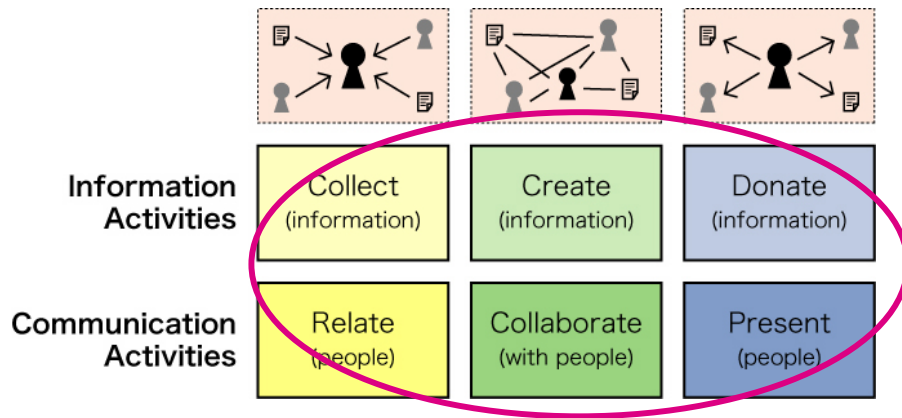 Information
Activities
Collect
(information)
Create
(information)
Donate
(information)
Communication
Activities
Relate
(people)
Collaborate
(with people)
Present
(people)